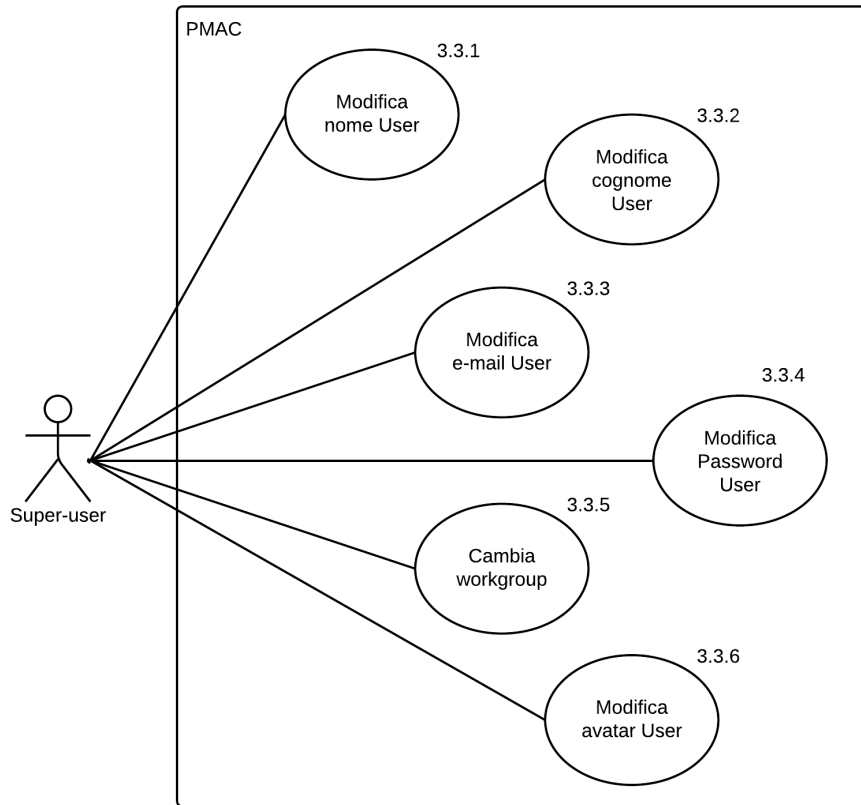 PMAC
3.3.1
Modifica
nome User
3.3.2
Modifica
cognome
User
3.3.3
Modifica
e-mail User
3.3.4
Modifica
Password
User
Super-user
3.3.5
Cambia
workgroup
3.3.6
Modifica
avatar User